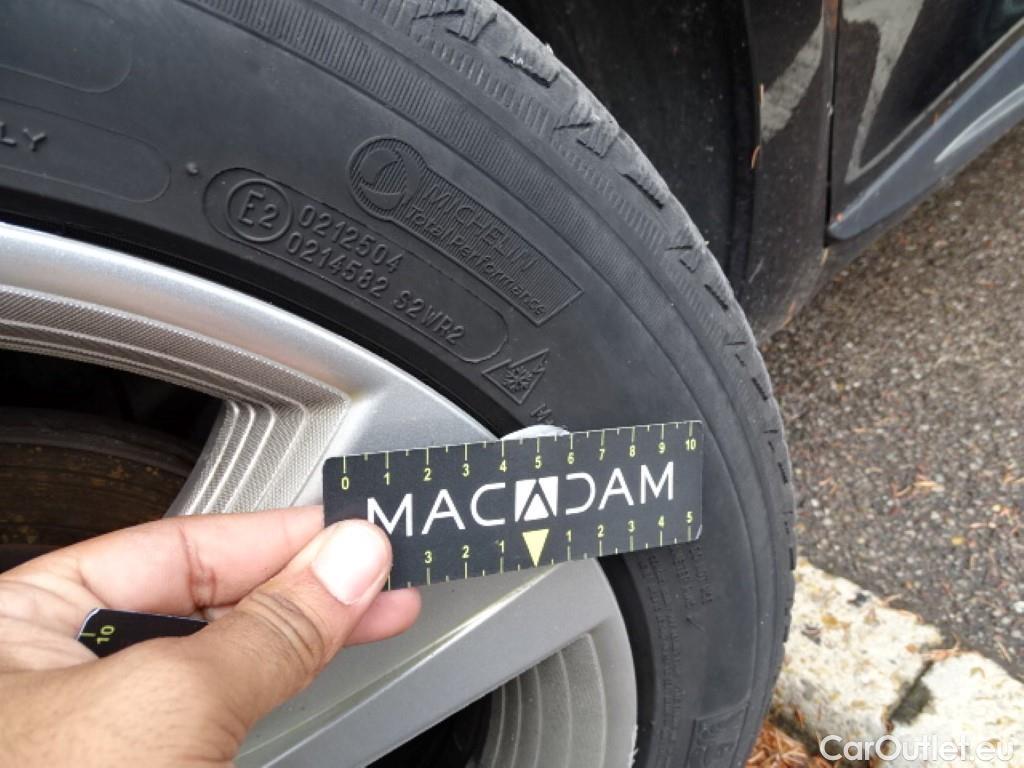 LY
MICHELIN
Total Performance
E2
0212504
0214582 S2WR2
M
0 1 2 3 4 5 6 7 8 9 10
MACADAM
3 2 1 1 2 3 4 5
10
CarOutlet.eu